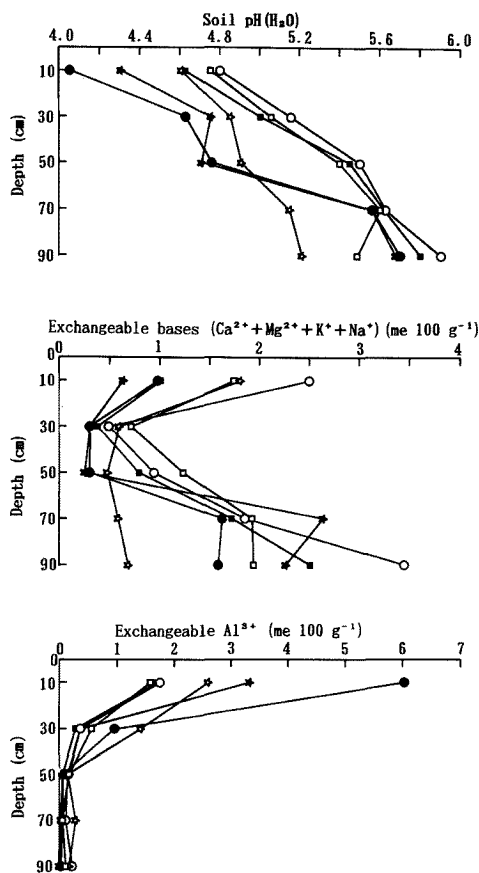 Soil pH(H₂O)
4.0 4.4 4.8 5.2 5.6 6.0
10
30
50
70
90
Depth (cm)
Exchangeable bases (Ca²⁺+Mg²⁺+K⁺+Na⁺) (me 100 g⁻¹)
0 1 2 3 4
10
30
50
70
90
Depth (cm)
Exchangeable Al³⁺ (me 100 g⁻¹)
0 1 2 3 4 5 6 7
10
30
50
70
90
Depth (cm)